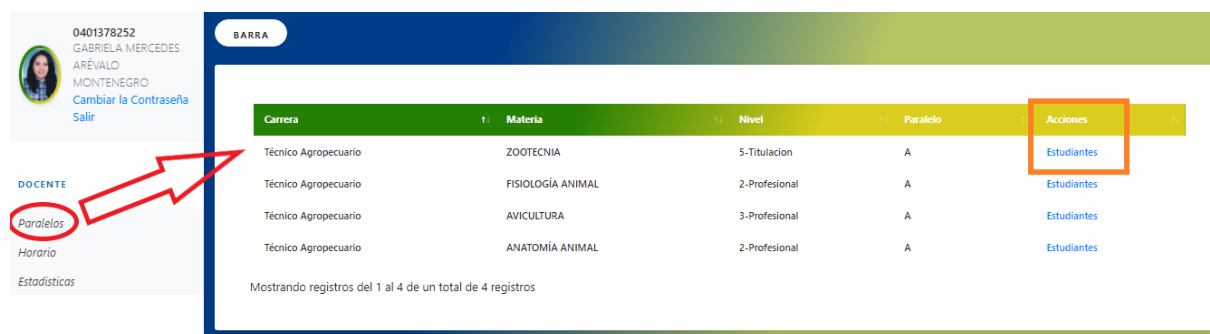 0401378252
GABRIELA MERCEDES
ARÉVALO
MONTENEGRO
Cambiar la Contraseña
Salir
DOCENTE
Paralelos
Horario
Estadísticas
BARRA
Carrera Materia Nivel Paralelo Acciones
Técnico Agropecuario ZOOTECNIA 5-Titulacion A Estudiantes
Técnico Agropecuario FISIOLOGÍA ANIMAL 2-Profesional A Estudiantes
Técnico Agropecuario AVICULTURA 3-Profesional A Estudiantes
Técnico Agropecuario ANATOMÍA ANIMAL 2-Profesional A Estudiantes
Mostrando registros del 1 al 4 de un total de 4 registros